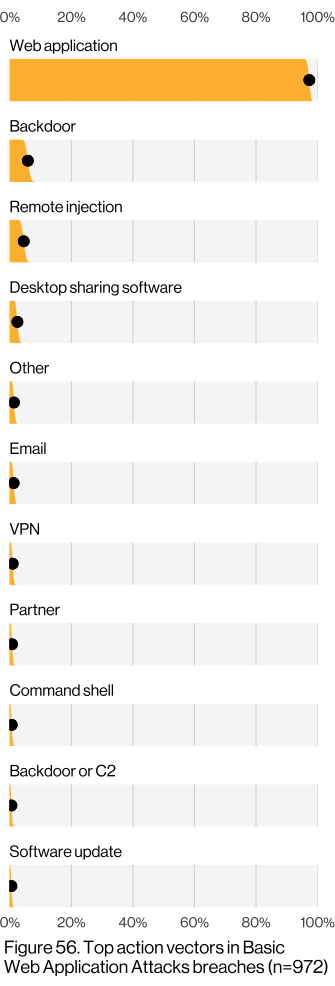 0% 20% 40% 60% 80% 100%
Web application
Backdoor
Remote injection
Desktop sharing software
Other
Email
VPN
Partner
Command shell
Backdoor or C2
Software update
0% 20% 40% 60% 80% 100%
Figure 56. Top action vectors in Basic
Web Application Attacks breaches (n=972)